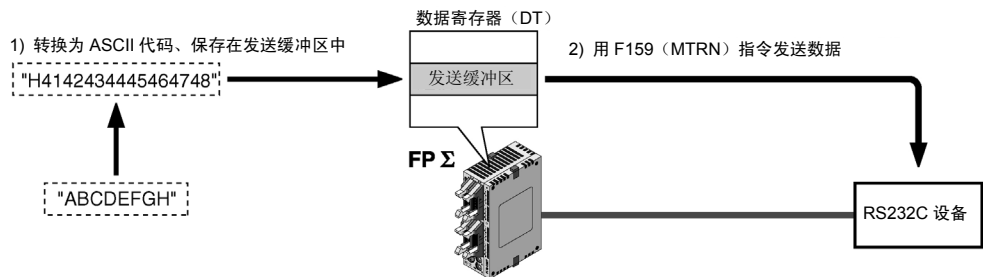 数据寄存器（DT）
1) 转换为 ASCII 代码、保存在发送缓冲区中
2) 用 F159（MTRN）指令发送数据
"H4142434445464748"
发送缓冲区
FP Σ
"ABCDEFGH"
RS232C 设备